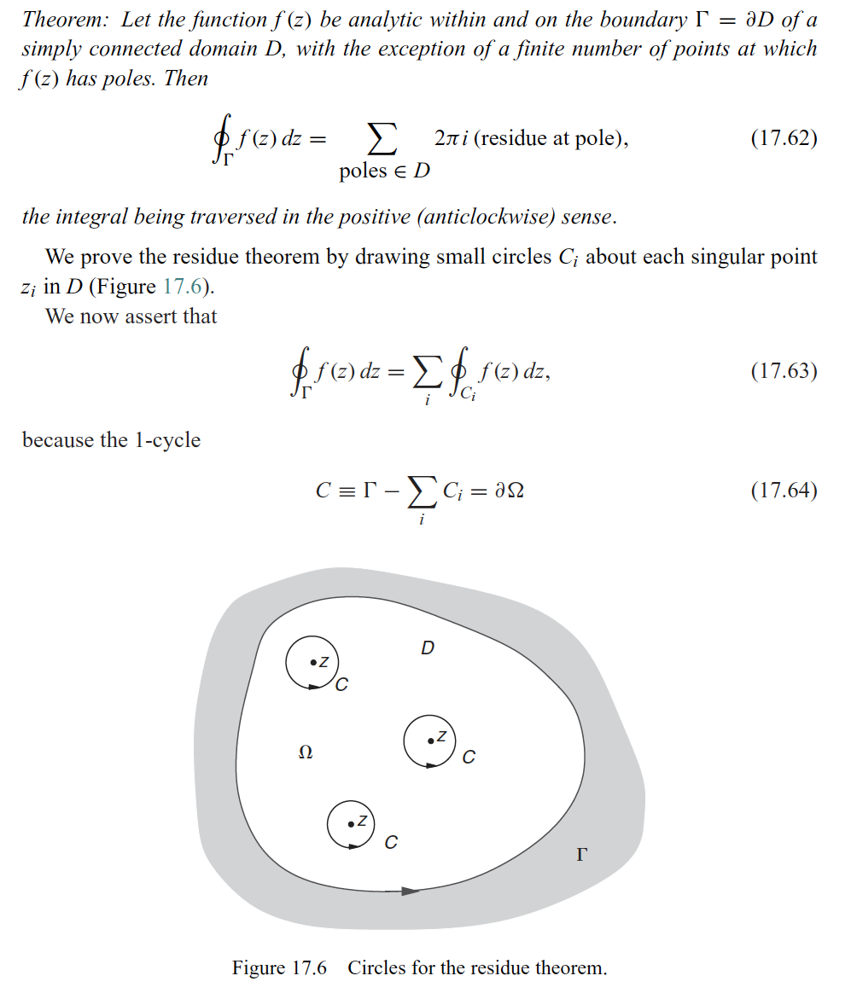 Theorem: Let the function f (z) be analytic within and on the boundary Γ = ∂D of a
simply connected domain D, with the exception of a finite number of points at which
f (z) has poles. Then
∮_Γ f (z) dz = ∑_{poles ∈ D} 2πi (residue at pole), (17.62)
the integral being traversed in the positive (anticlockwise) sense.
We prove the residue theorem by drawing small circles C_i about each singular point
z_i in D (Figure 17.6).
We now assert that
∮_Γ f (z) dz = ∑_i ∮_{C_i} f (z) dz, (17.63)
because the 1-cycle
C ≡ Γ − ∑_i C_i = ∂Ω (17.64)
D
z
C
z
Ω
C
z
C
Γ
Figure 17.6 Circles for the residue theorem.